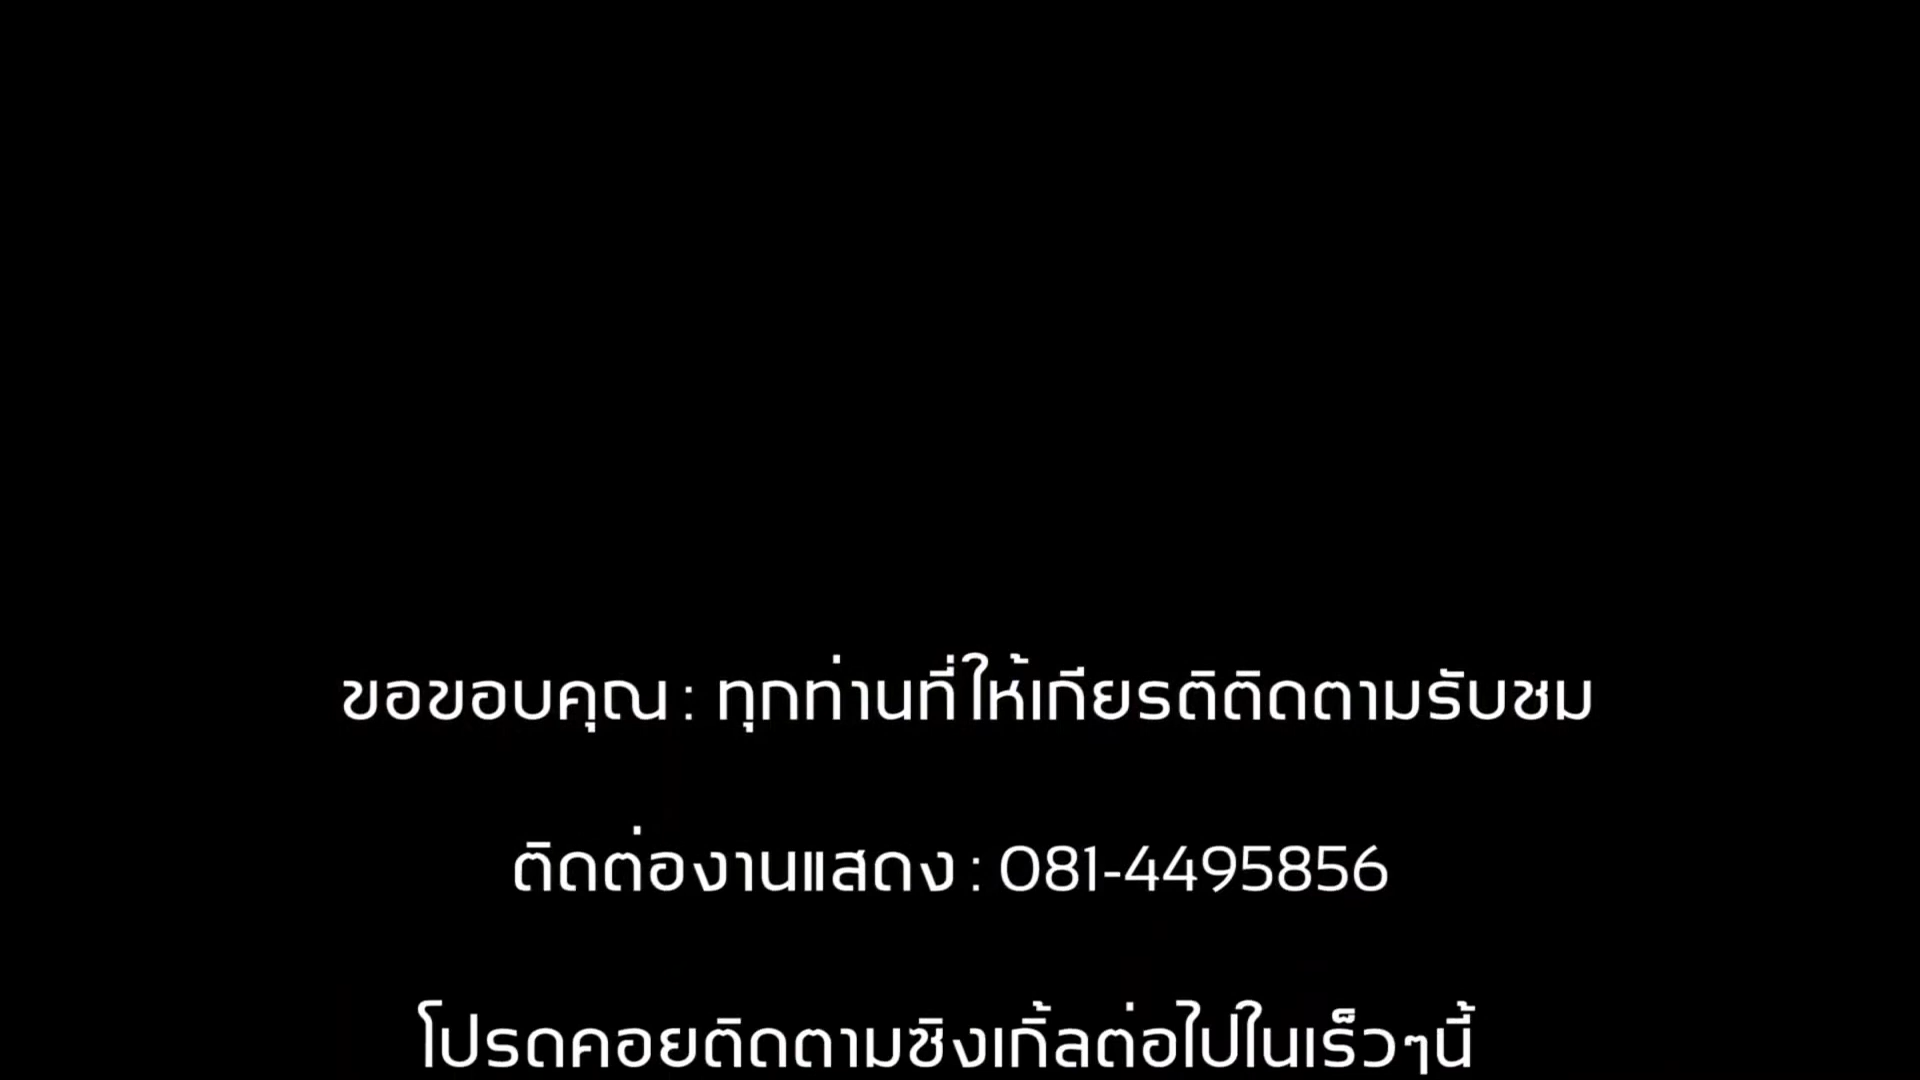 ขอขอบคุณ : ทุกท่านที่ให้เกียรติติดตามรับชม
ติดต่องานแสดง : 081-4495856
โปรดคอยติดตามซิงเกิ้ลต่อไปในเร็วๆนี้